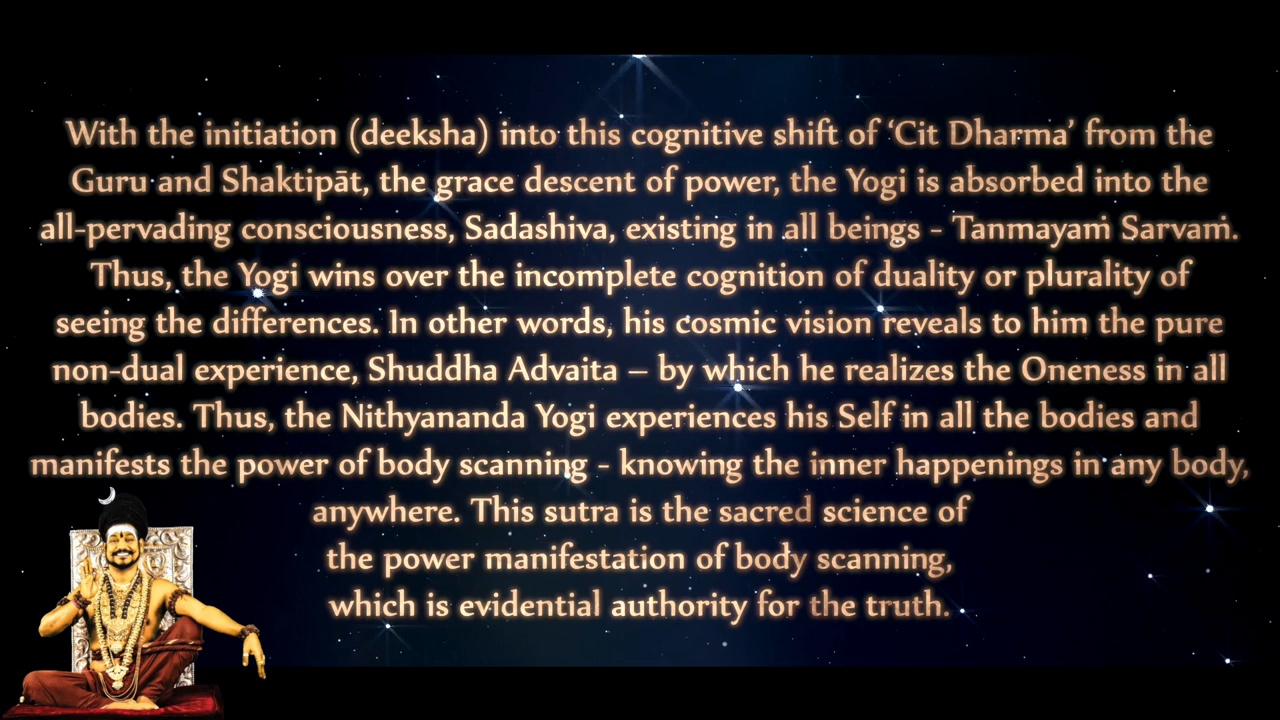 With the initiation (deeksha) into this cognitive shift of ‘Cit Dharma’ from the
Guru and Shaktipāt, the grace descent of power, the Yogi is absorbed into the
all-pervading consciousness, Sadashiva, existing in all beings - Tanmayaṁ Sarvaṁ.
Thus, the Yogi wins over the incomplete cognition of duality or plurality of
seeing the differences. In other words, his cosmic vision reveals to him the pure
non-dual experience, Shuddha Advaita – by which he realizes the Oneness in all
bodies. Thus, the Nithyananda Yogi experiences his Self in all the bodies and
manifests the power of body scanning - knowing the inner happenings in any body,
anywhere. This sutra is the sacred science of
the power manifestation of body scanning,
which is evidential authority for the truth.